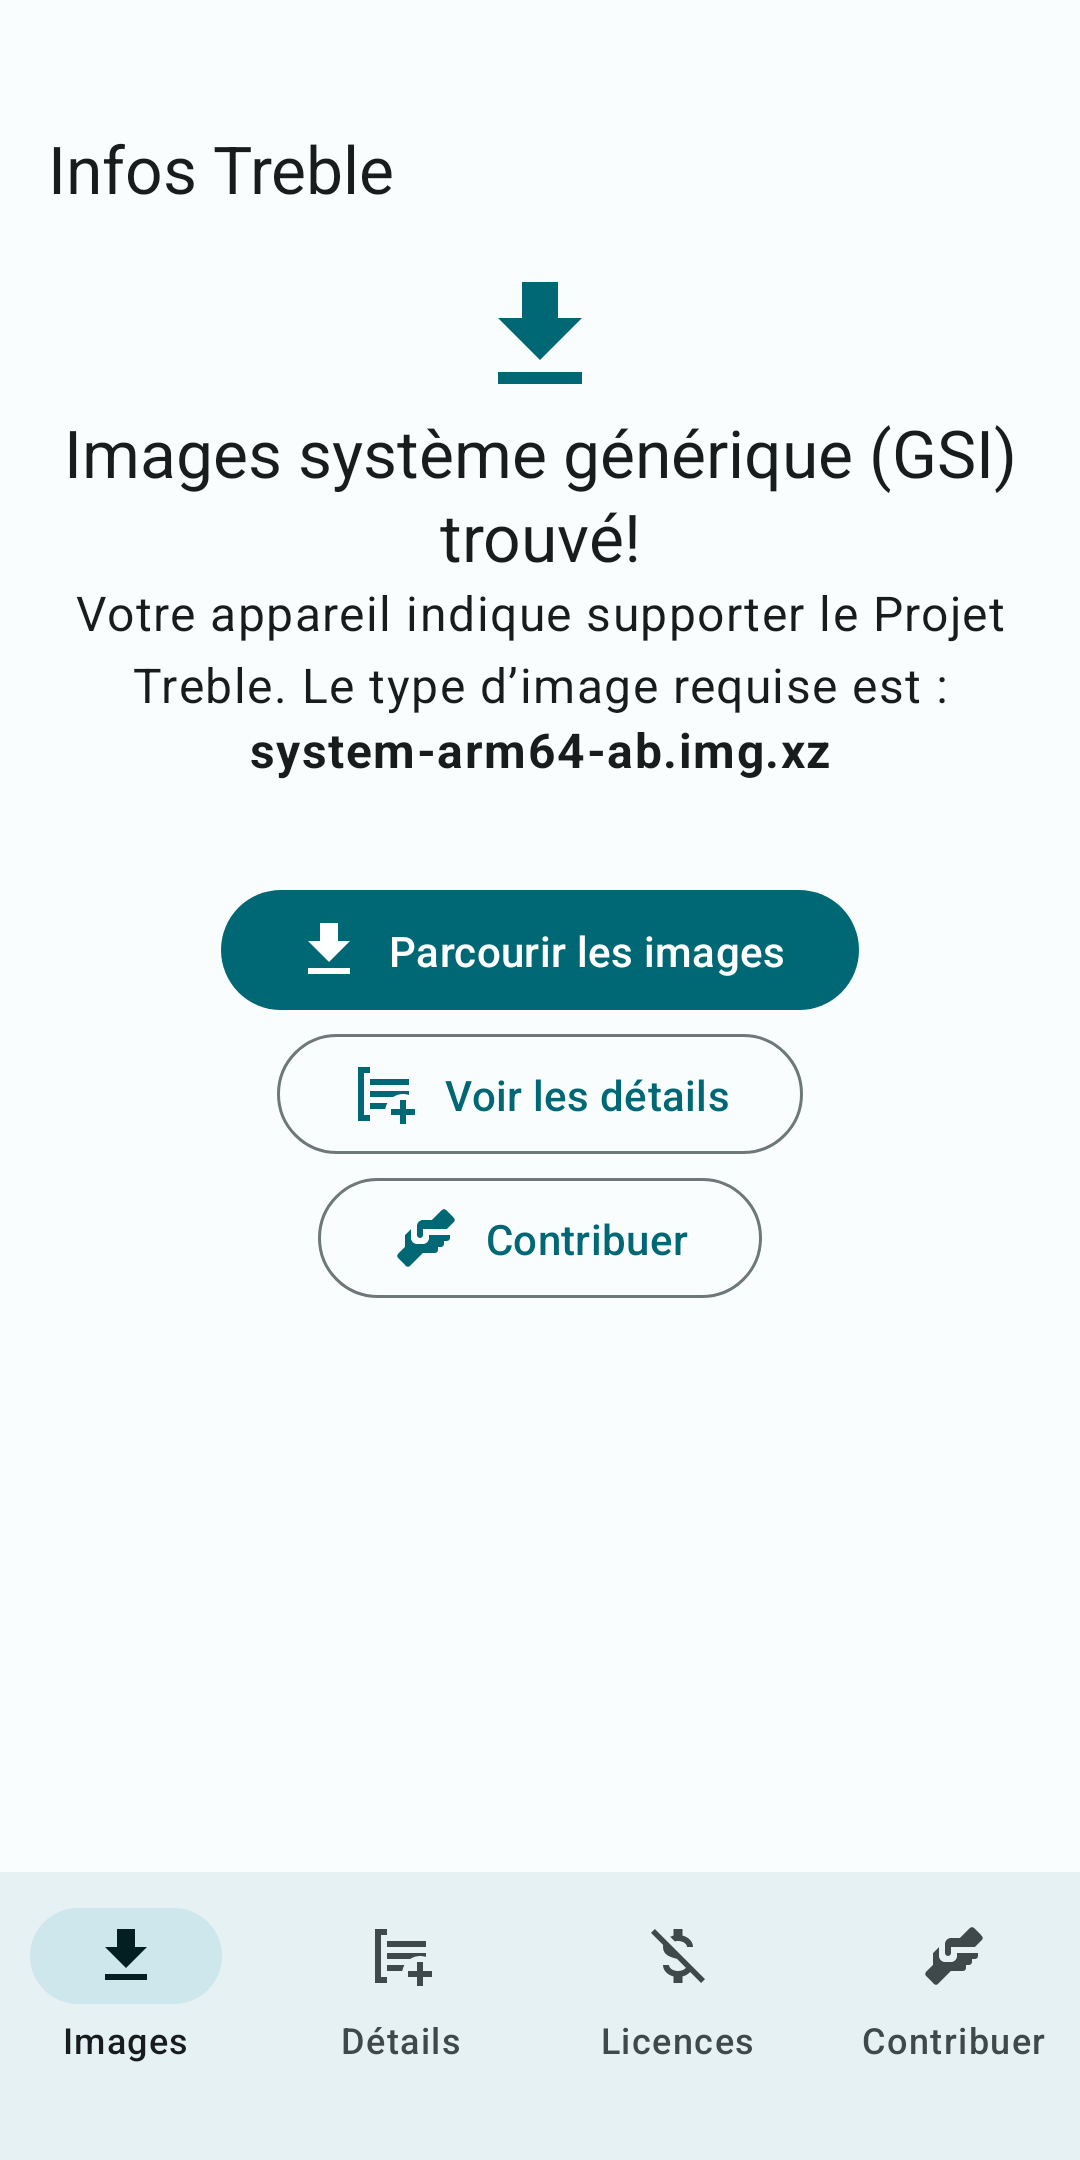 Infos Treble
Images système générique (GSI)
trouvé!
Votre appareil indique supporter le Projet
Treble. Le type d’image requise est :
system-arm64-ab.img.xz
Parcourir les images
Voir les détails
Contribuer
Images
Détails
Licences
Contribuer